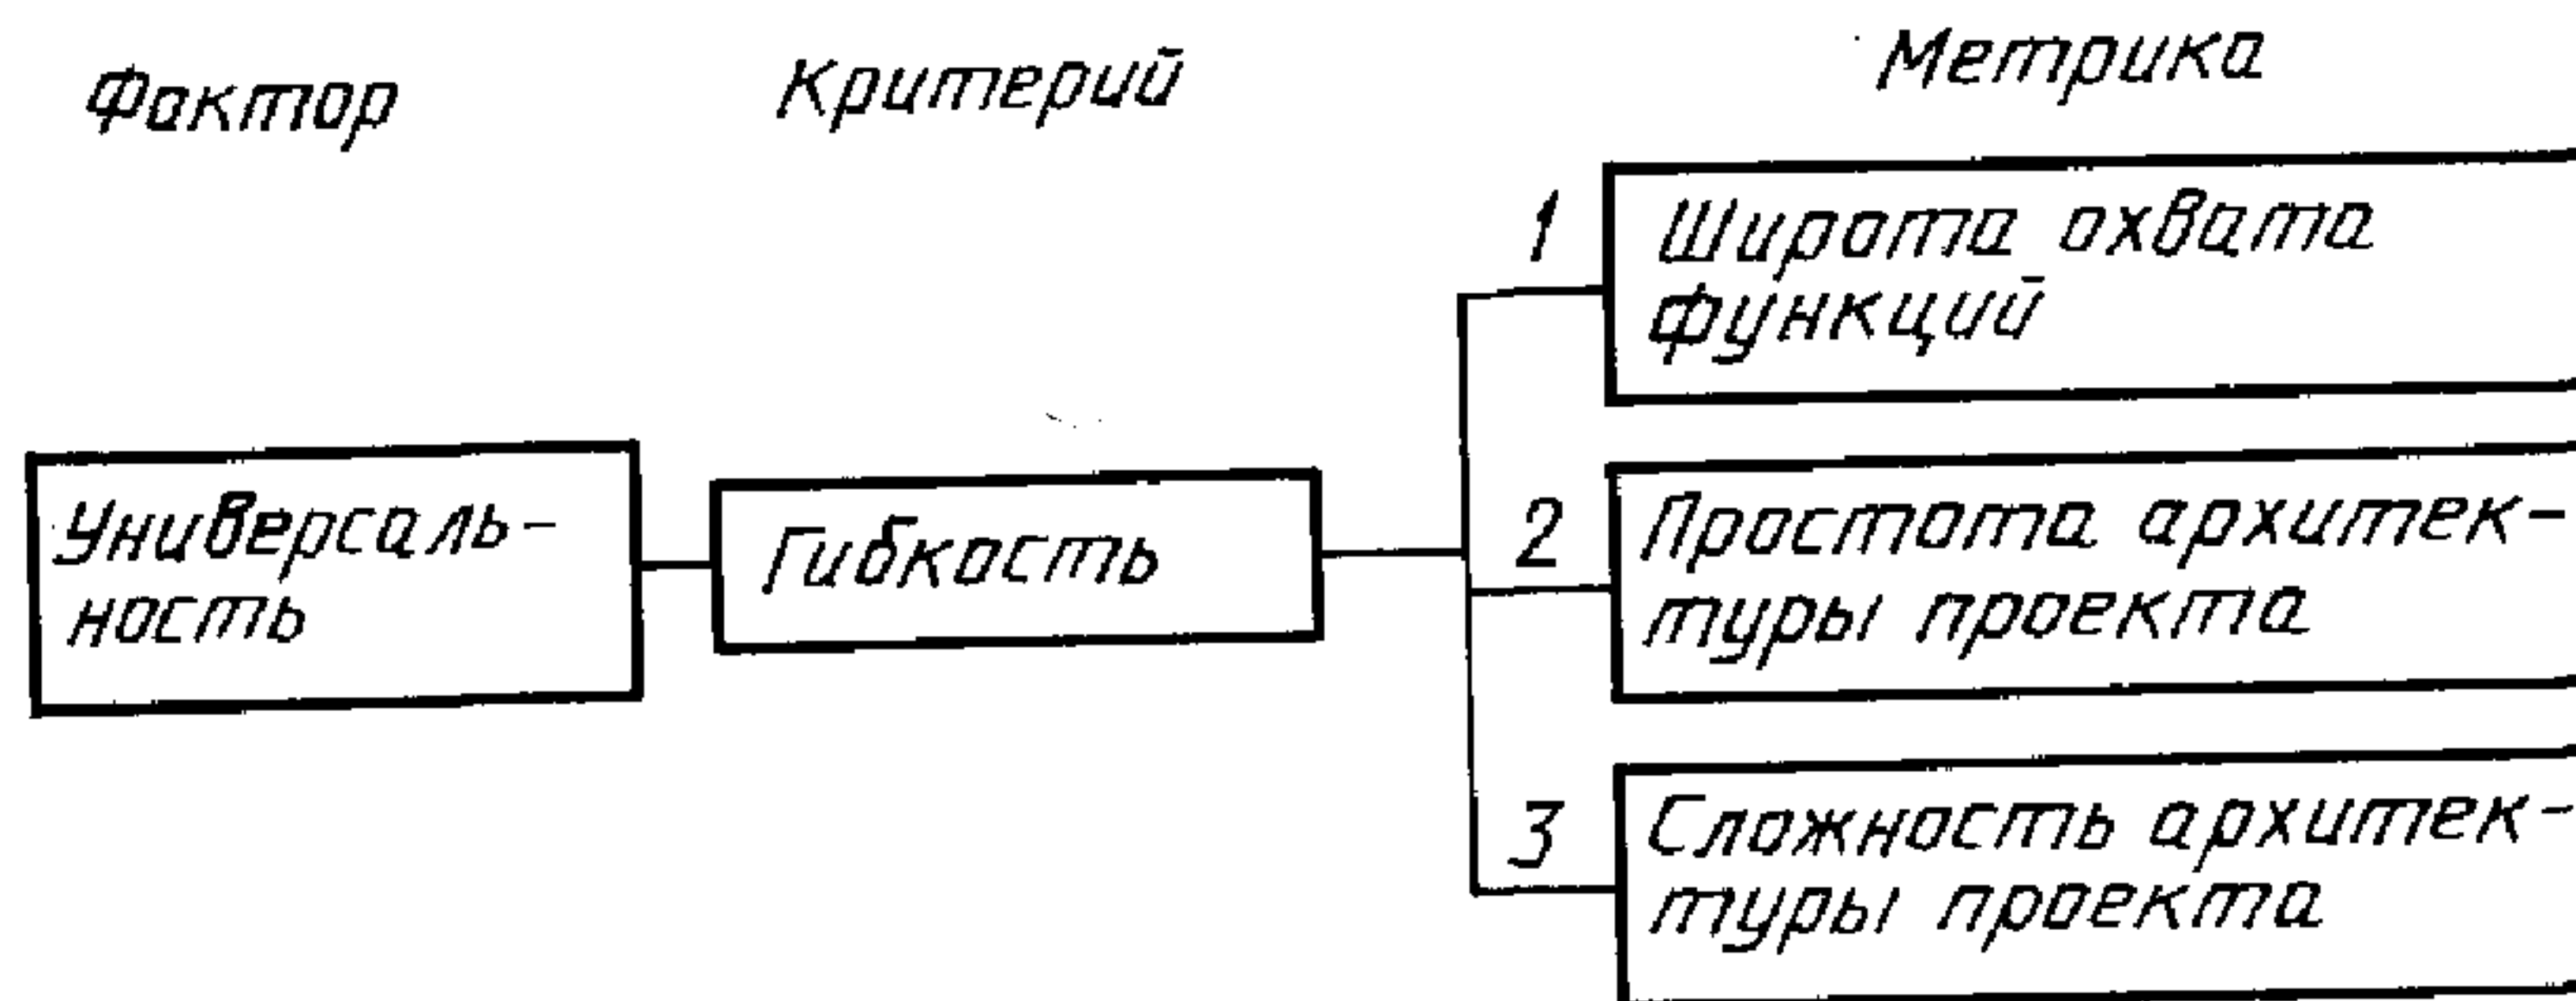 Фактор
Критерий
Метрика
Универсаль-
ность
Гибкость
1
Широта охвата
функций
2
Простота архитек-
туры проекта
3
Сложность архитек-
туры проекта